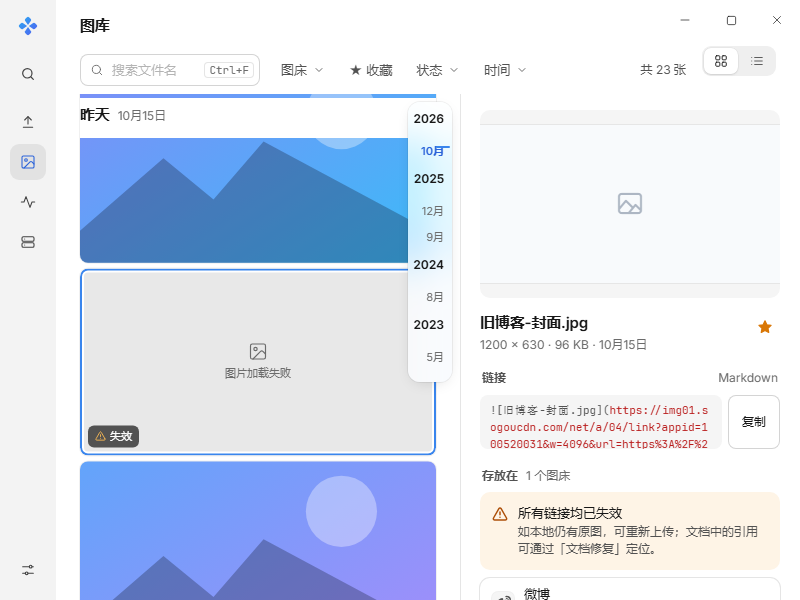 图库
搜索文件名
Ctrl+F
图床
★ 收藏
状态
时间
共 23 张
昨天 10月15日
2026
10月
2025
12月
9月
2024
8月
2023
5月
图片加载失败
失效
旧博客-封面.jpg
1200 × 630 · 96 KB · 10月15日
链接
Markdown
![旧博客-封面.jpg](https://img01.s
ogoucdn.com/net/a/04/link?appid=1
00520031&w=4096&url=https%3A%2F%2
复制
存放在 1 个图床
所有链接均已失效
如本地仍有原图，可重新上传；文档中的引用
可通过「文档修复」定位。
微博